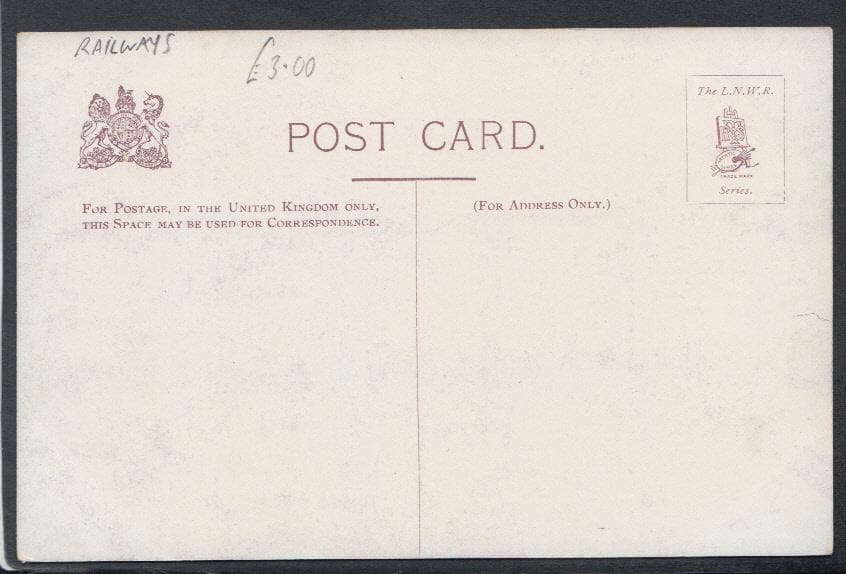 RAILWAYS
£3.00
POST CARD.
The L.N.W.R.
TRADE MARK
Series.
FOR POSTAGE, IN THE UNITED KINGDOM ONLY,
THIS SPACE MAY BE USED FOR CORRESPONDENCE.
(FOR ADDRESS ONLY.)